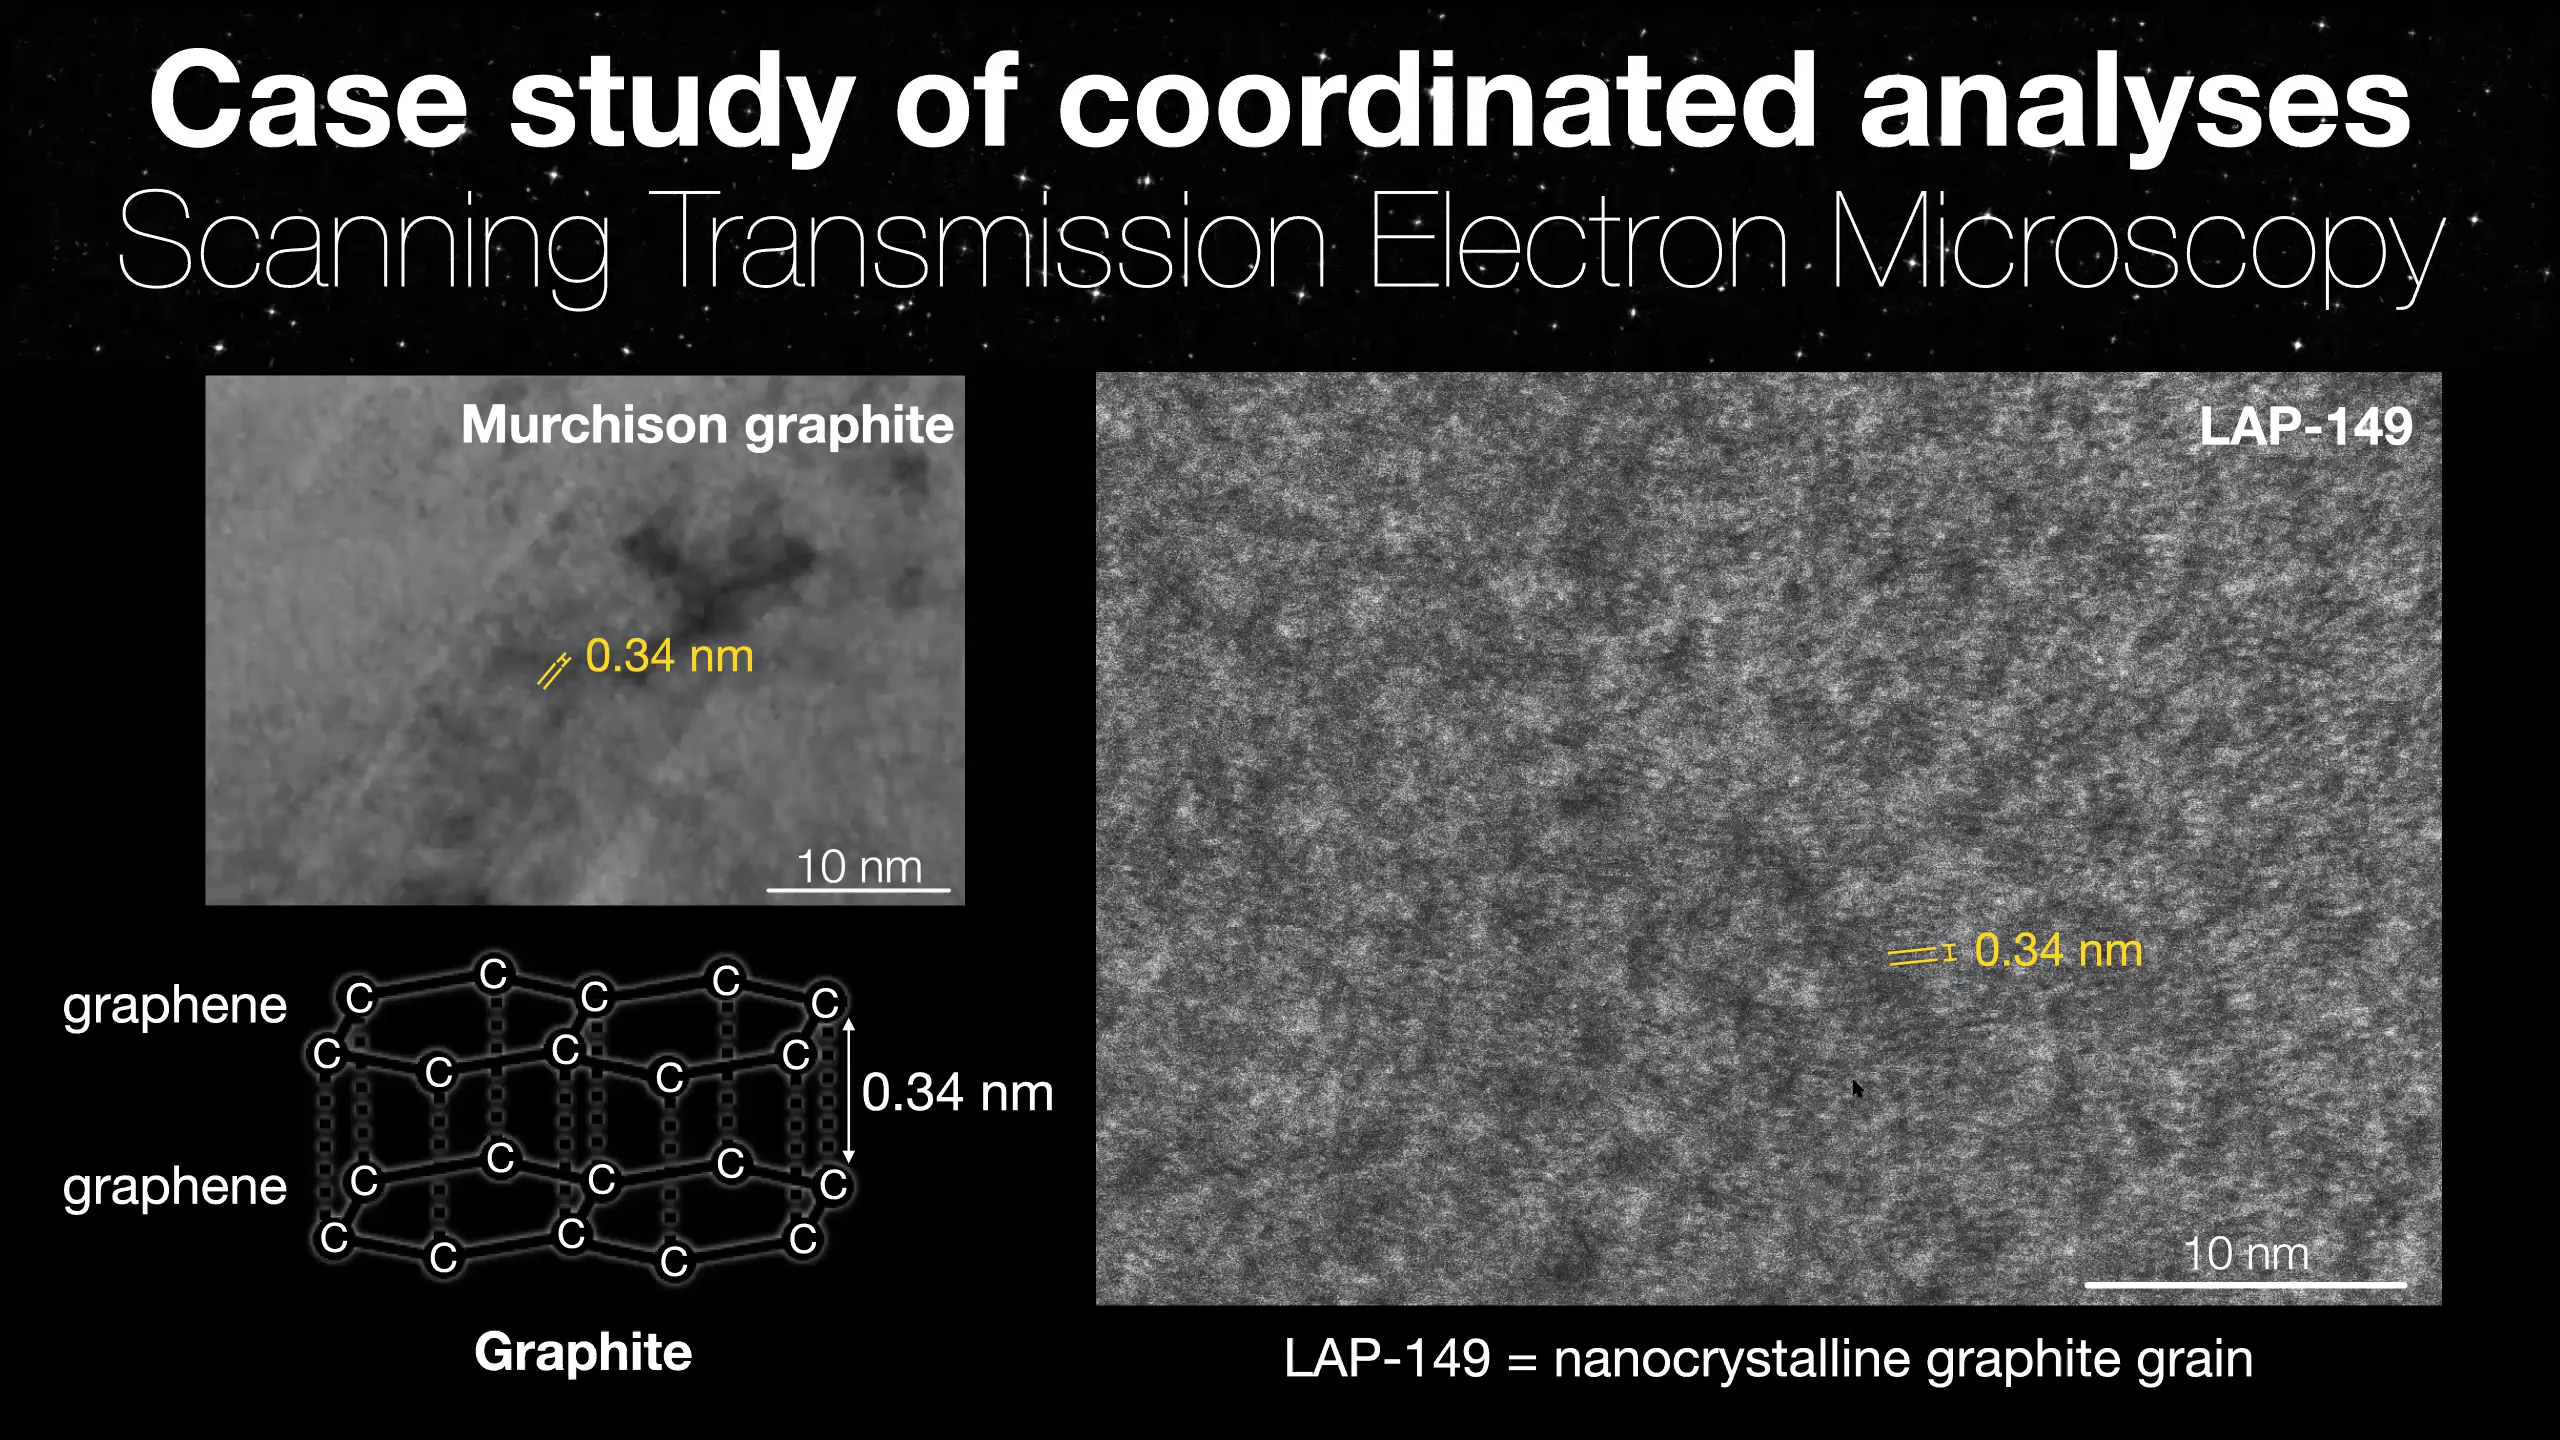 Case study of coordinated analyses
Scanning Transmission Electron Microscopy
Murchison graphite
0.34 nm
10 nm
graphene
C C C C C
C C C C C
0.34 nm
graphene
C C C C C
C C C C C
Graphite
LAP-149
0.34 nm
10 nm
LAP-149 = nanocrystalline graphite grain